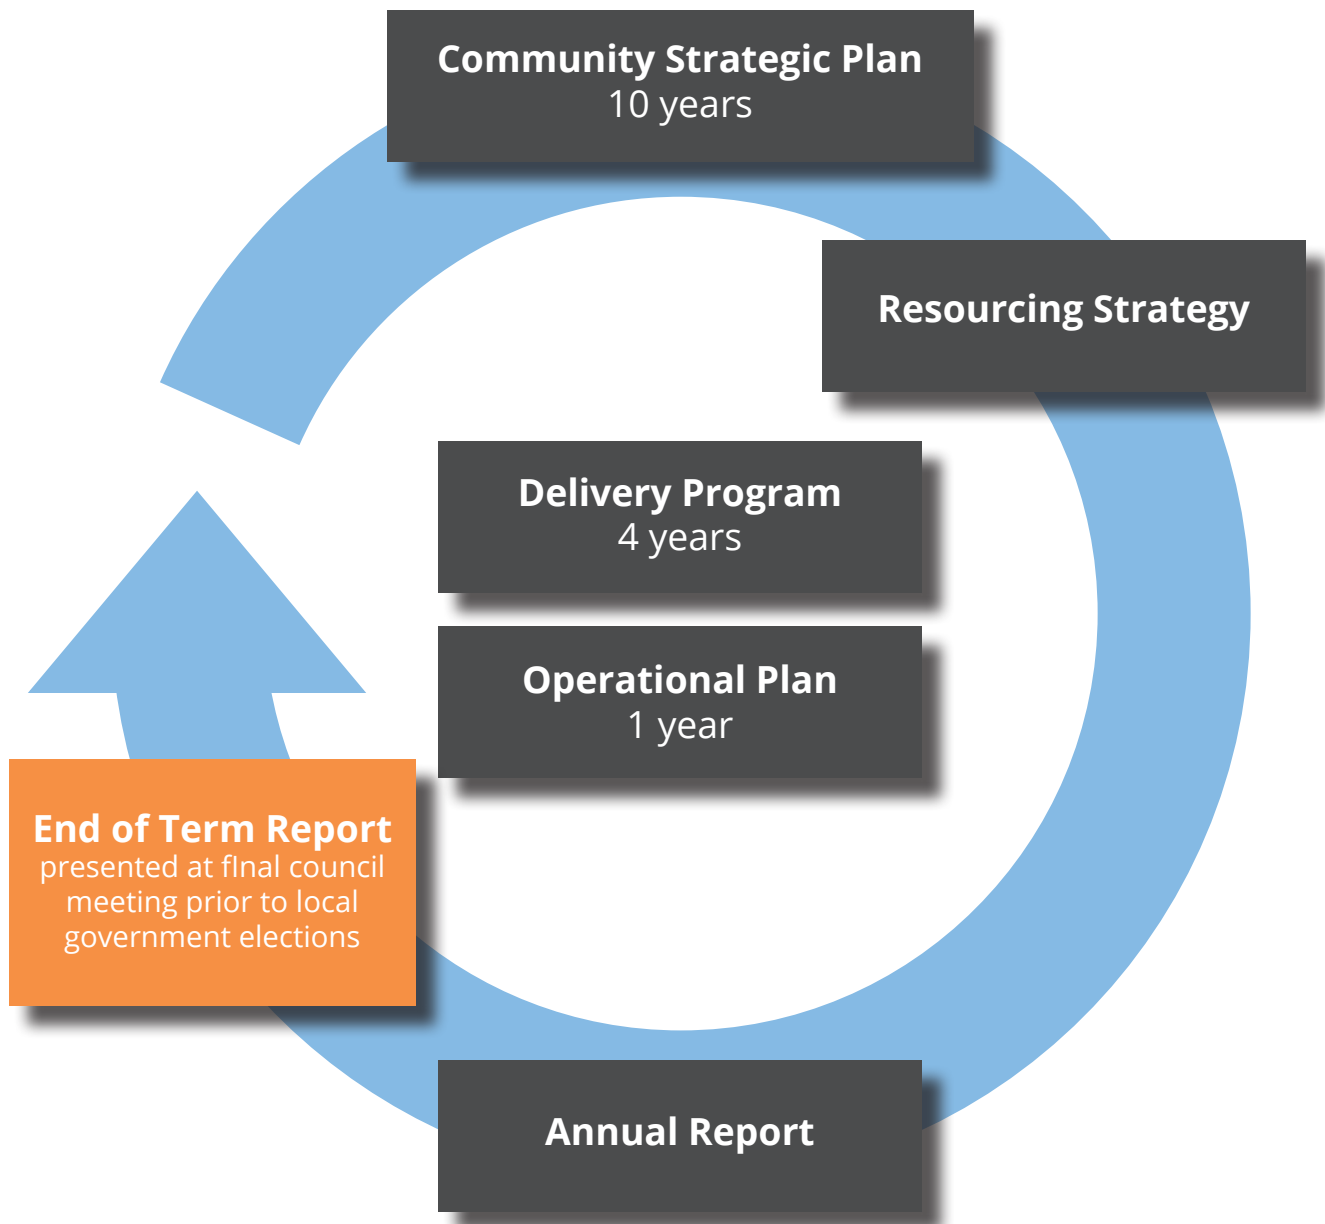 Community Strategic Plan
10 years
Resourcing Strategy
Delivery Program
4 years
Operational Plan
1 year
End of Term Report
presented at fInal council
meeting prior to local
government elections
Annual Report